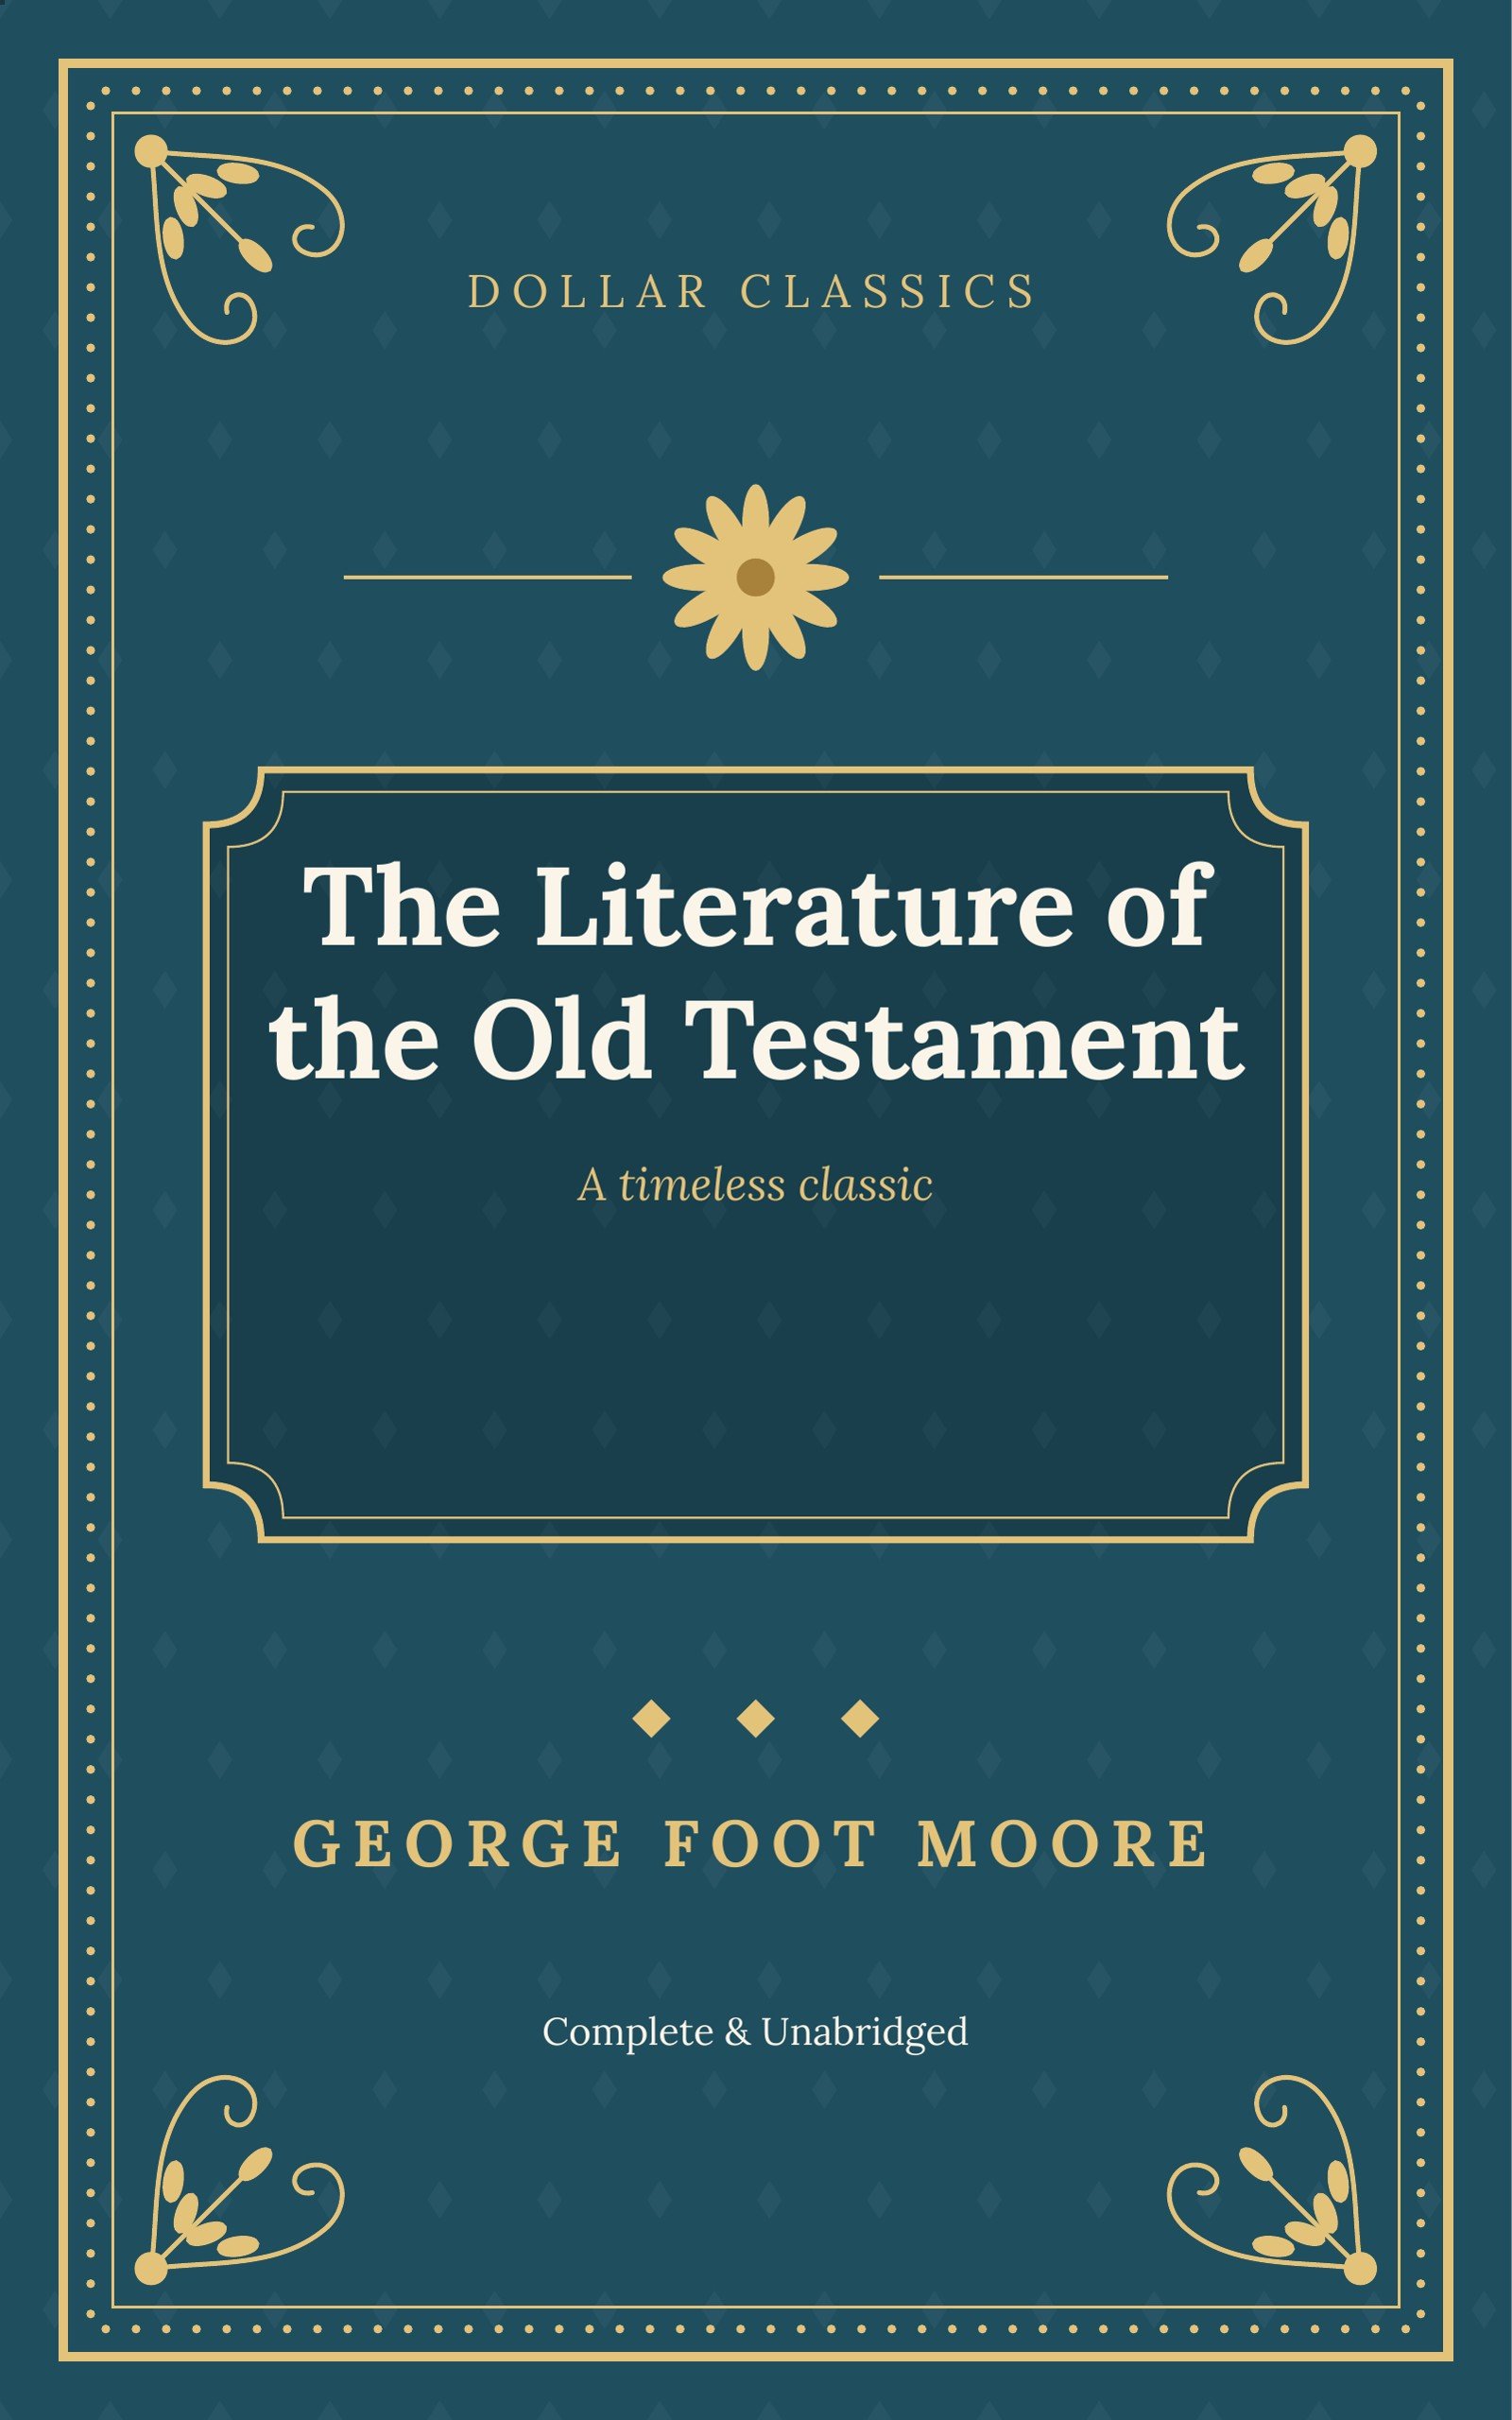 DOLLAR CLASSICS
The Literature of
the Old Testament
A timeless classic
GEORGE FOOT MOORE
Complete & Unabridged